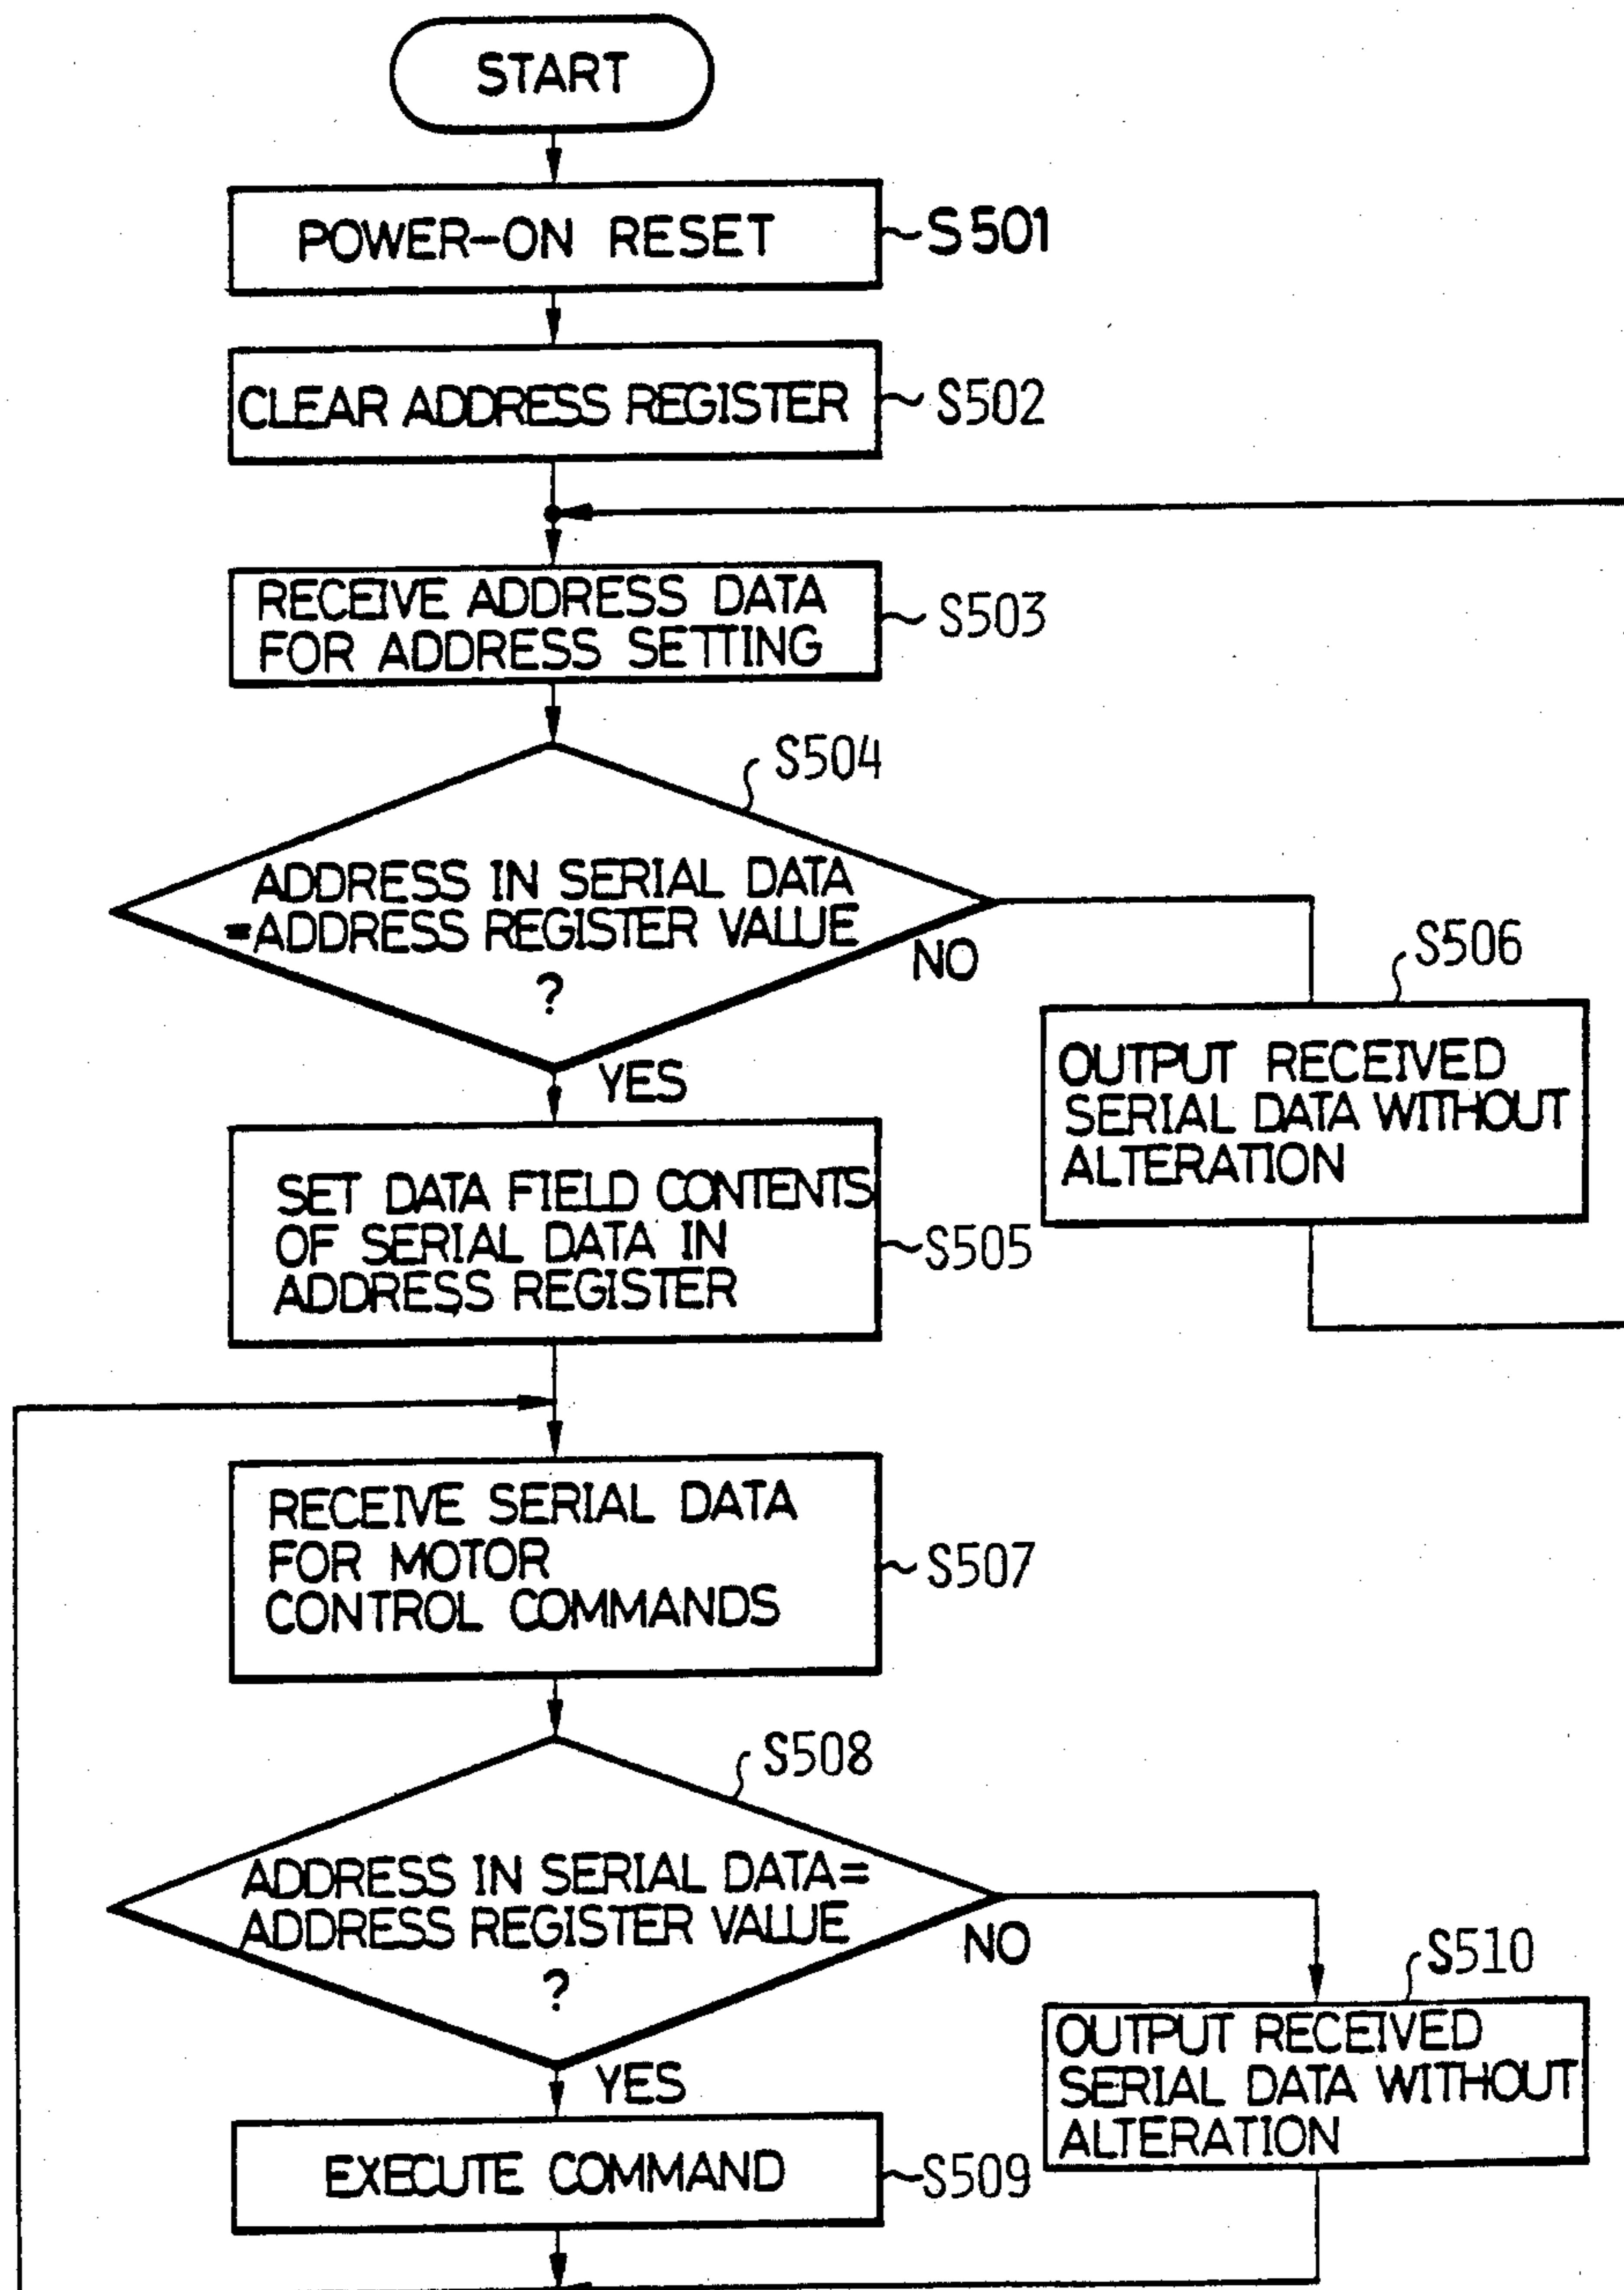 START
POWER-ON RESET
S501
CLEAR ADDRESS REGISTER
S502
RECEIVE ADDRESS DATA
FOR ADDRESS SETTING
S503
S504
ADDRESS IN SERIAL DATA
=ADDRESS REGISTER VALUE
?
NO
YES
S506
OUTPUT RECEIVED
SERIAL DATA WITHOUT
ALTERATION
SET DATA FIELD CONTENTS
OF SERIAL DATA IN
ADDRESS REGISTER
S505
RECEIVE SERIAL DATA
FOR MOTOR
CONTROL COMMANDS
S507
S508
ADDRESS IN SERIAL DATA=
ADDRESS REGISTER VALUE
?
NO
YES
S510
OUTPUT RECEIVED
SERIAL DATA WITHOUT
ALTERATION
EXECUTE COMMAND
S509